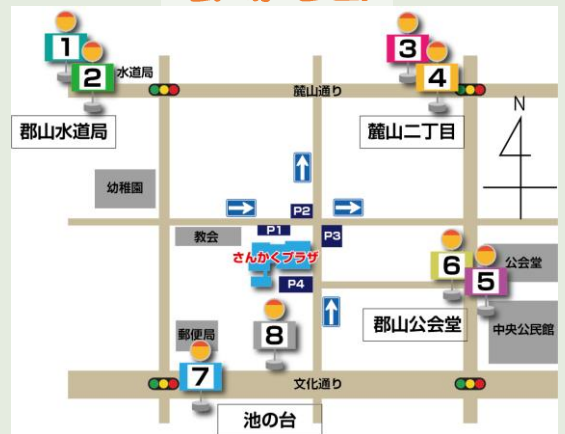 1
2
水道局
3
4
麓山通り
郡山水道局
麓山二丁目
N
幼稚園
P2
P1
教会
P3
さんかくプラザ
P4
6
5
公会堂
郡山公会堂
中央公民館
郵便局
8
7
文化通り
池の台